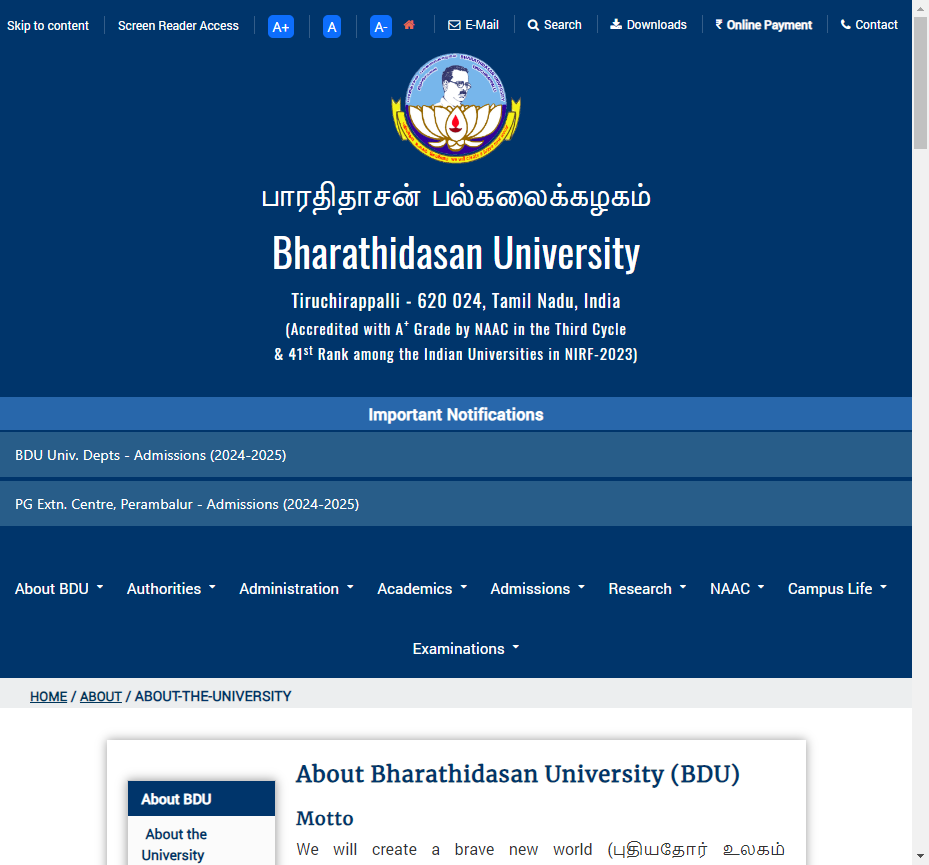 Skip to content
Screen Reader Access
A+
A
A-
E-Mail
Search
Downloads
₹ Online Payment
Contact
பாரதிதாசன் பல்கலைக்கழகம்
Bharathidasan University
Tiruchirappalli - 620 024, Tamil Nadu, India
(Accredited with A+ Grade by NAAC in the Third Cycle
& 41st Rank among the Indian Universities in NIRF-2023)
Important Notifications
BDU Univ. Depts - Admissions (2024-2025)
PG Extn. Centre, Perambalur - Admissions (2024-2025)
About BDU
Authorities
Administration
Academics
Admissions
Research
NAAC
Campus Life
Examinations
HOME / ABOUT / ABOUT-THE-UNIVERSITY
About BDU
About the
University
About Bharathidasan University (BDU)
Motto
We will create a brave new world (புதியதோர் உலகம்